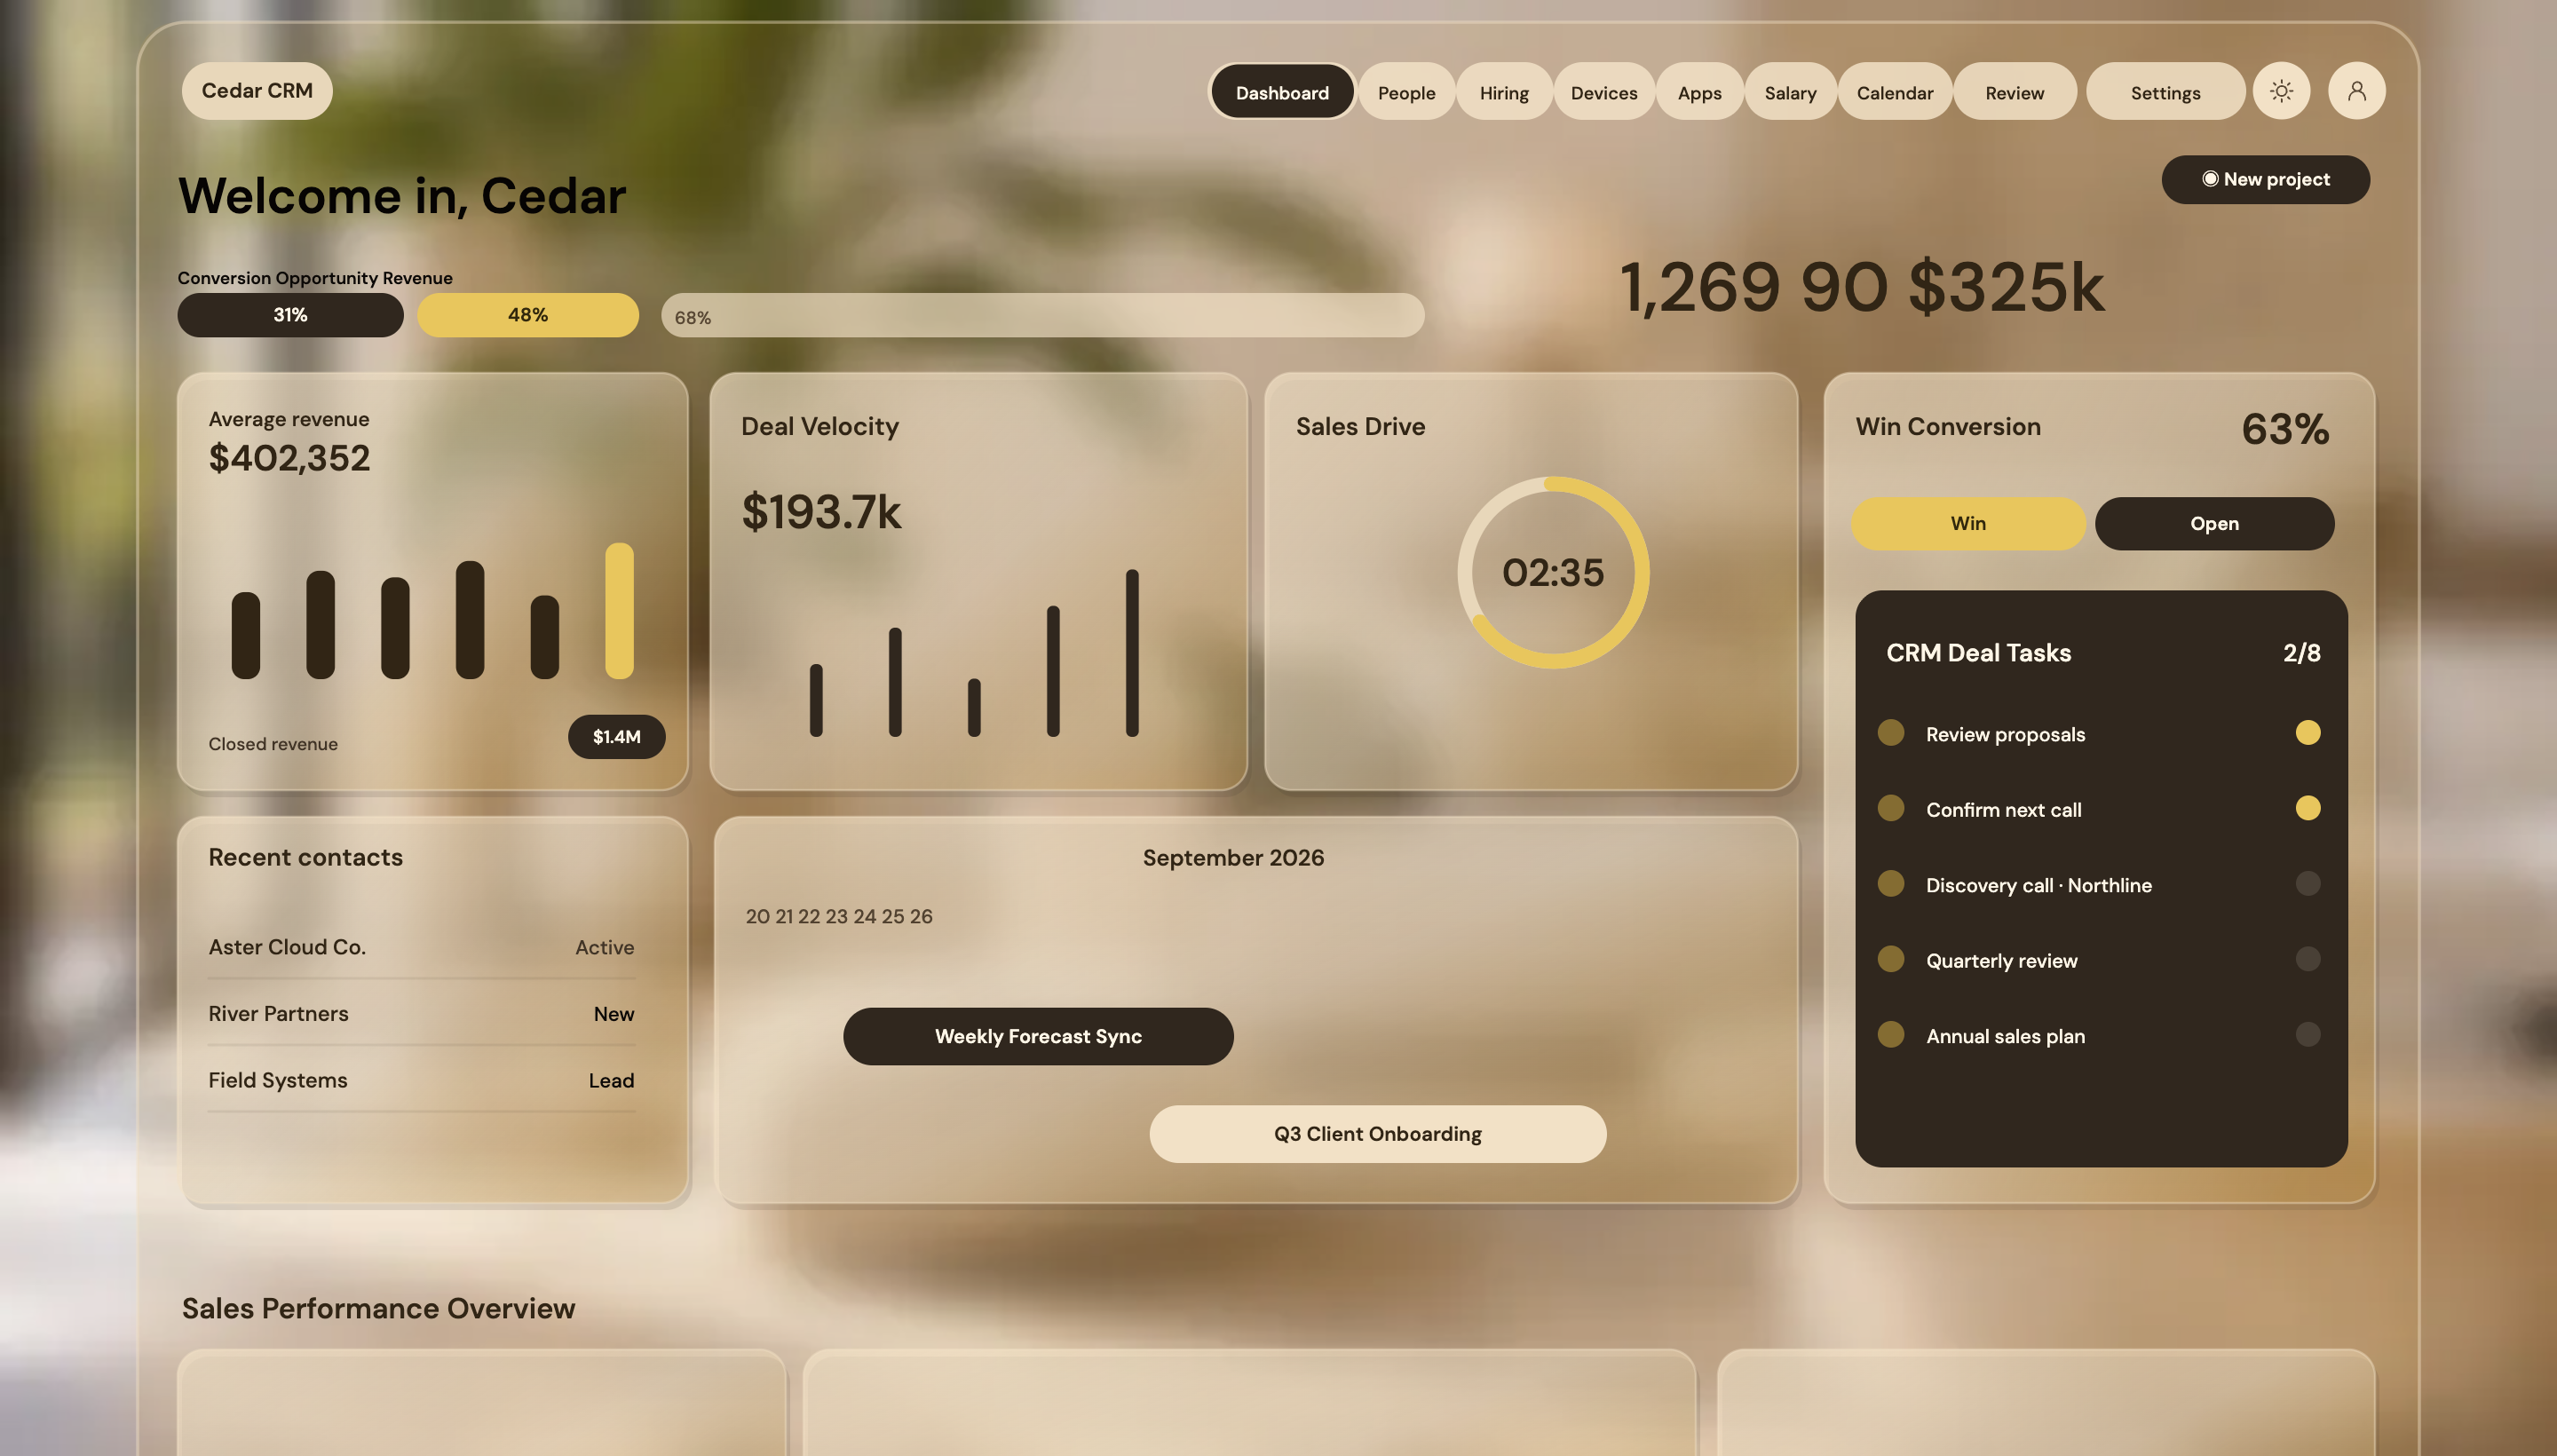 Cedar CRM
Dashboard People Hiring Devices Apps Salary Calendar Review Settings
New project
Welcome in, Cedar
Conversion Opportunity Revenue
31% 48% 68%
1,269 90 $325k
Average revenue
$402,352
Closed revenue $1.4M
Deal Velocity
$193.7k
Sales Drive
02:35
Win Conversion 63%
Win Open
CRM Deal Tasks 2/8
Review proposals
Confirm next call
Discovery call · Northline
Quarterly review
Annual sales plan
Recent contacts
Aster Cloud Co. Active
River Partners New
Field Systems Lead
September 2026
20 21 22 23 24 25 26
Weekly Forecast Sync
Q3 Client Onboarding
Sales Performance Overview